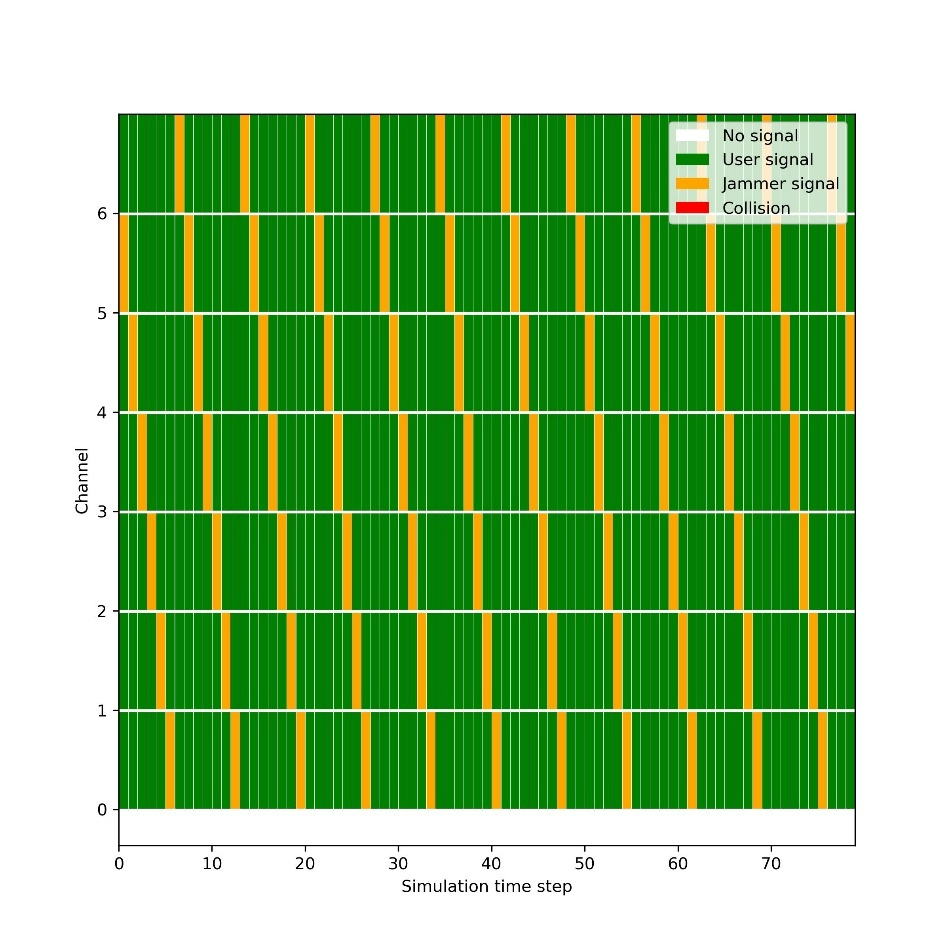 No signal
User signal
Jammer signal
Collision
6
5
4
3
2
1
0
Channel
0 10 20 30 40 50 60 70
Simulation time step